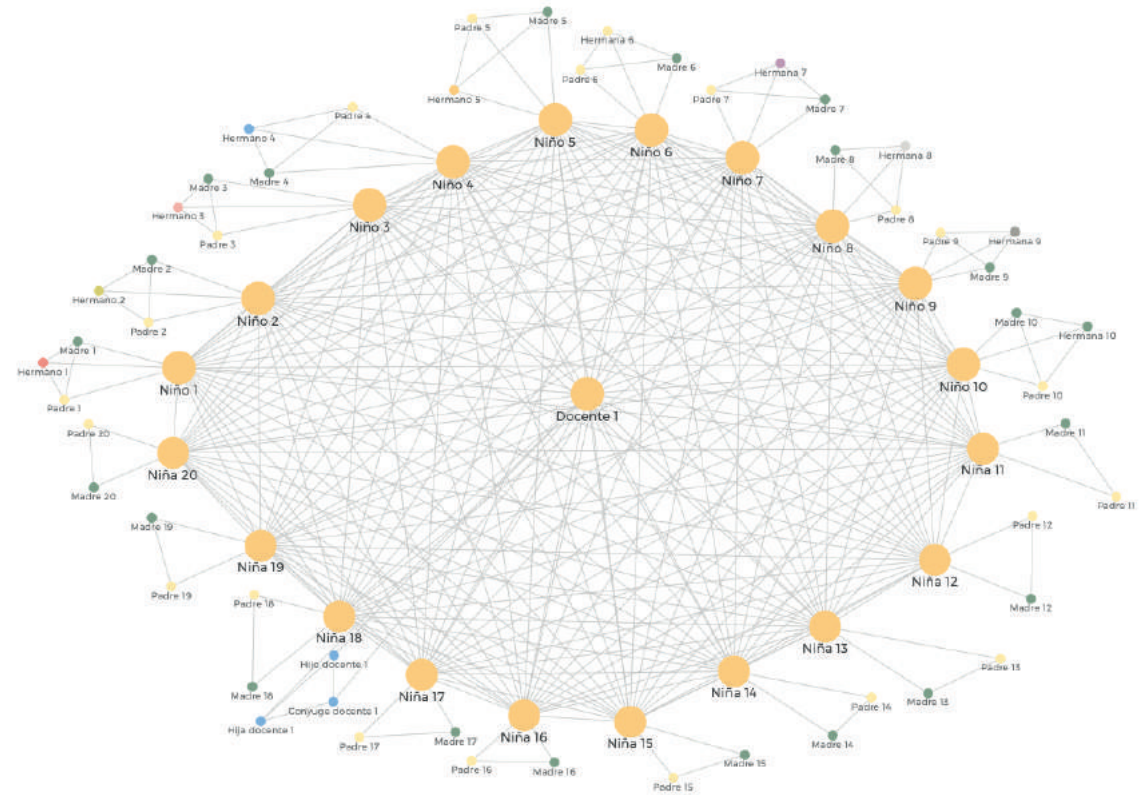 Padre 5
Madre 5
Hermano 5
Hermana 6
Padre 6
Madre 6
Hermana 7
Padre 7
Madre 7
Padre 4
Hermano 4
Madre 4
Niño 5
Niño 6
Niño 7
Niño 4
Madre 8
Hermana 8
Padre 8
Madre 3
Hermano 3
Padre 3
Niño 3
Niño 8
Padre 9
Hermana 9
Madre 9
Madre 2
Hermano 2
Padre 2
Niño 2
Niño 9
Madre 10
Hermana 10
Padre 10
Madre 1
Hermano 1
Padre 1
Niño 1
Niño 10
Docente 1
Padre 20
Madre 20
Niña 20
Niña 11
Madre 11
Padre 11
Madre 19
Padre 19
Niña 19
Padre 12
Madre 12
Niña 12
Padre 18
Madre 18
Niña 18
Hijo docente 1
Conyuge docente 1
Hija docente 1
Niña 13
Padre 13
Madre 13
Niña 17
Padre 17
Madre 17
Niña 14
Padre 14
Madre 14
Niña 16
Padre 16
Madre 16
Niña 15
Madre 15
Padre 15